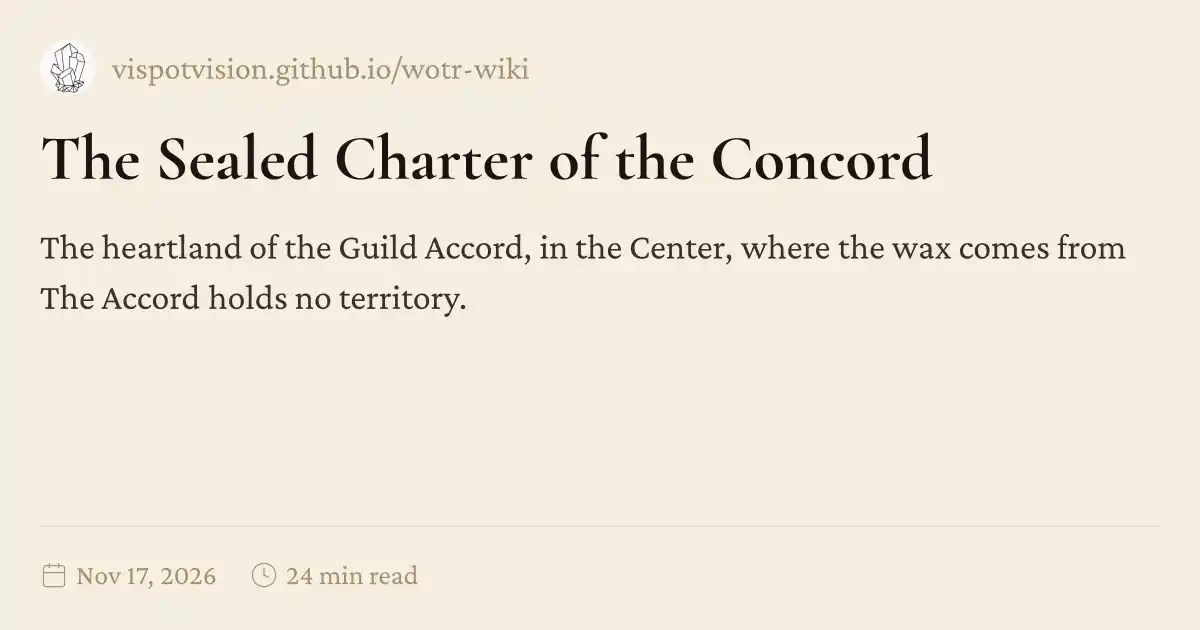 vispotvision.github.io/wotr-wiki
The Sealed Charter of the Concord
The heartland of the Guild Accord, in the Center, where the wax comes from
The Accord holds no territory.
Nov 17, 2026
24 min read